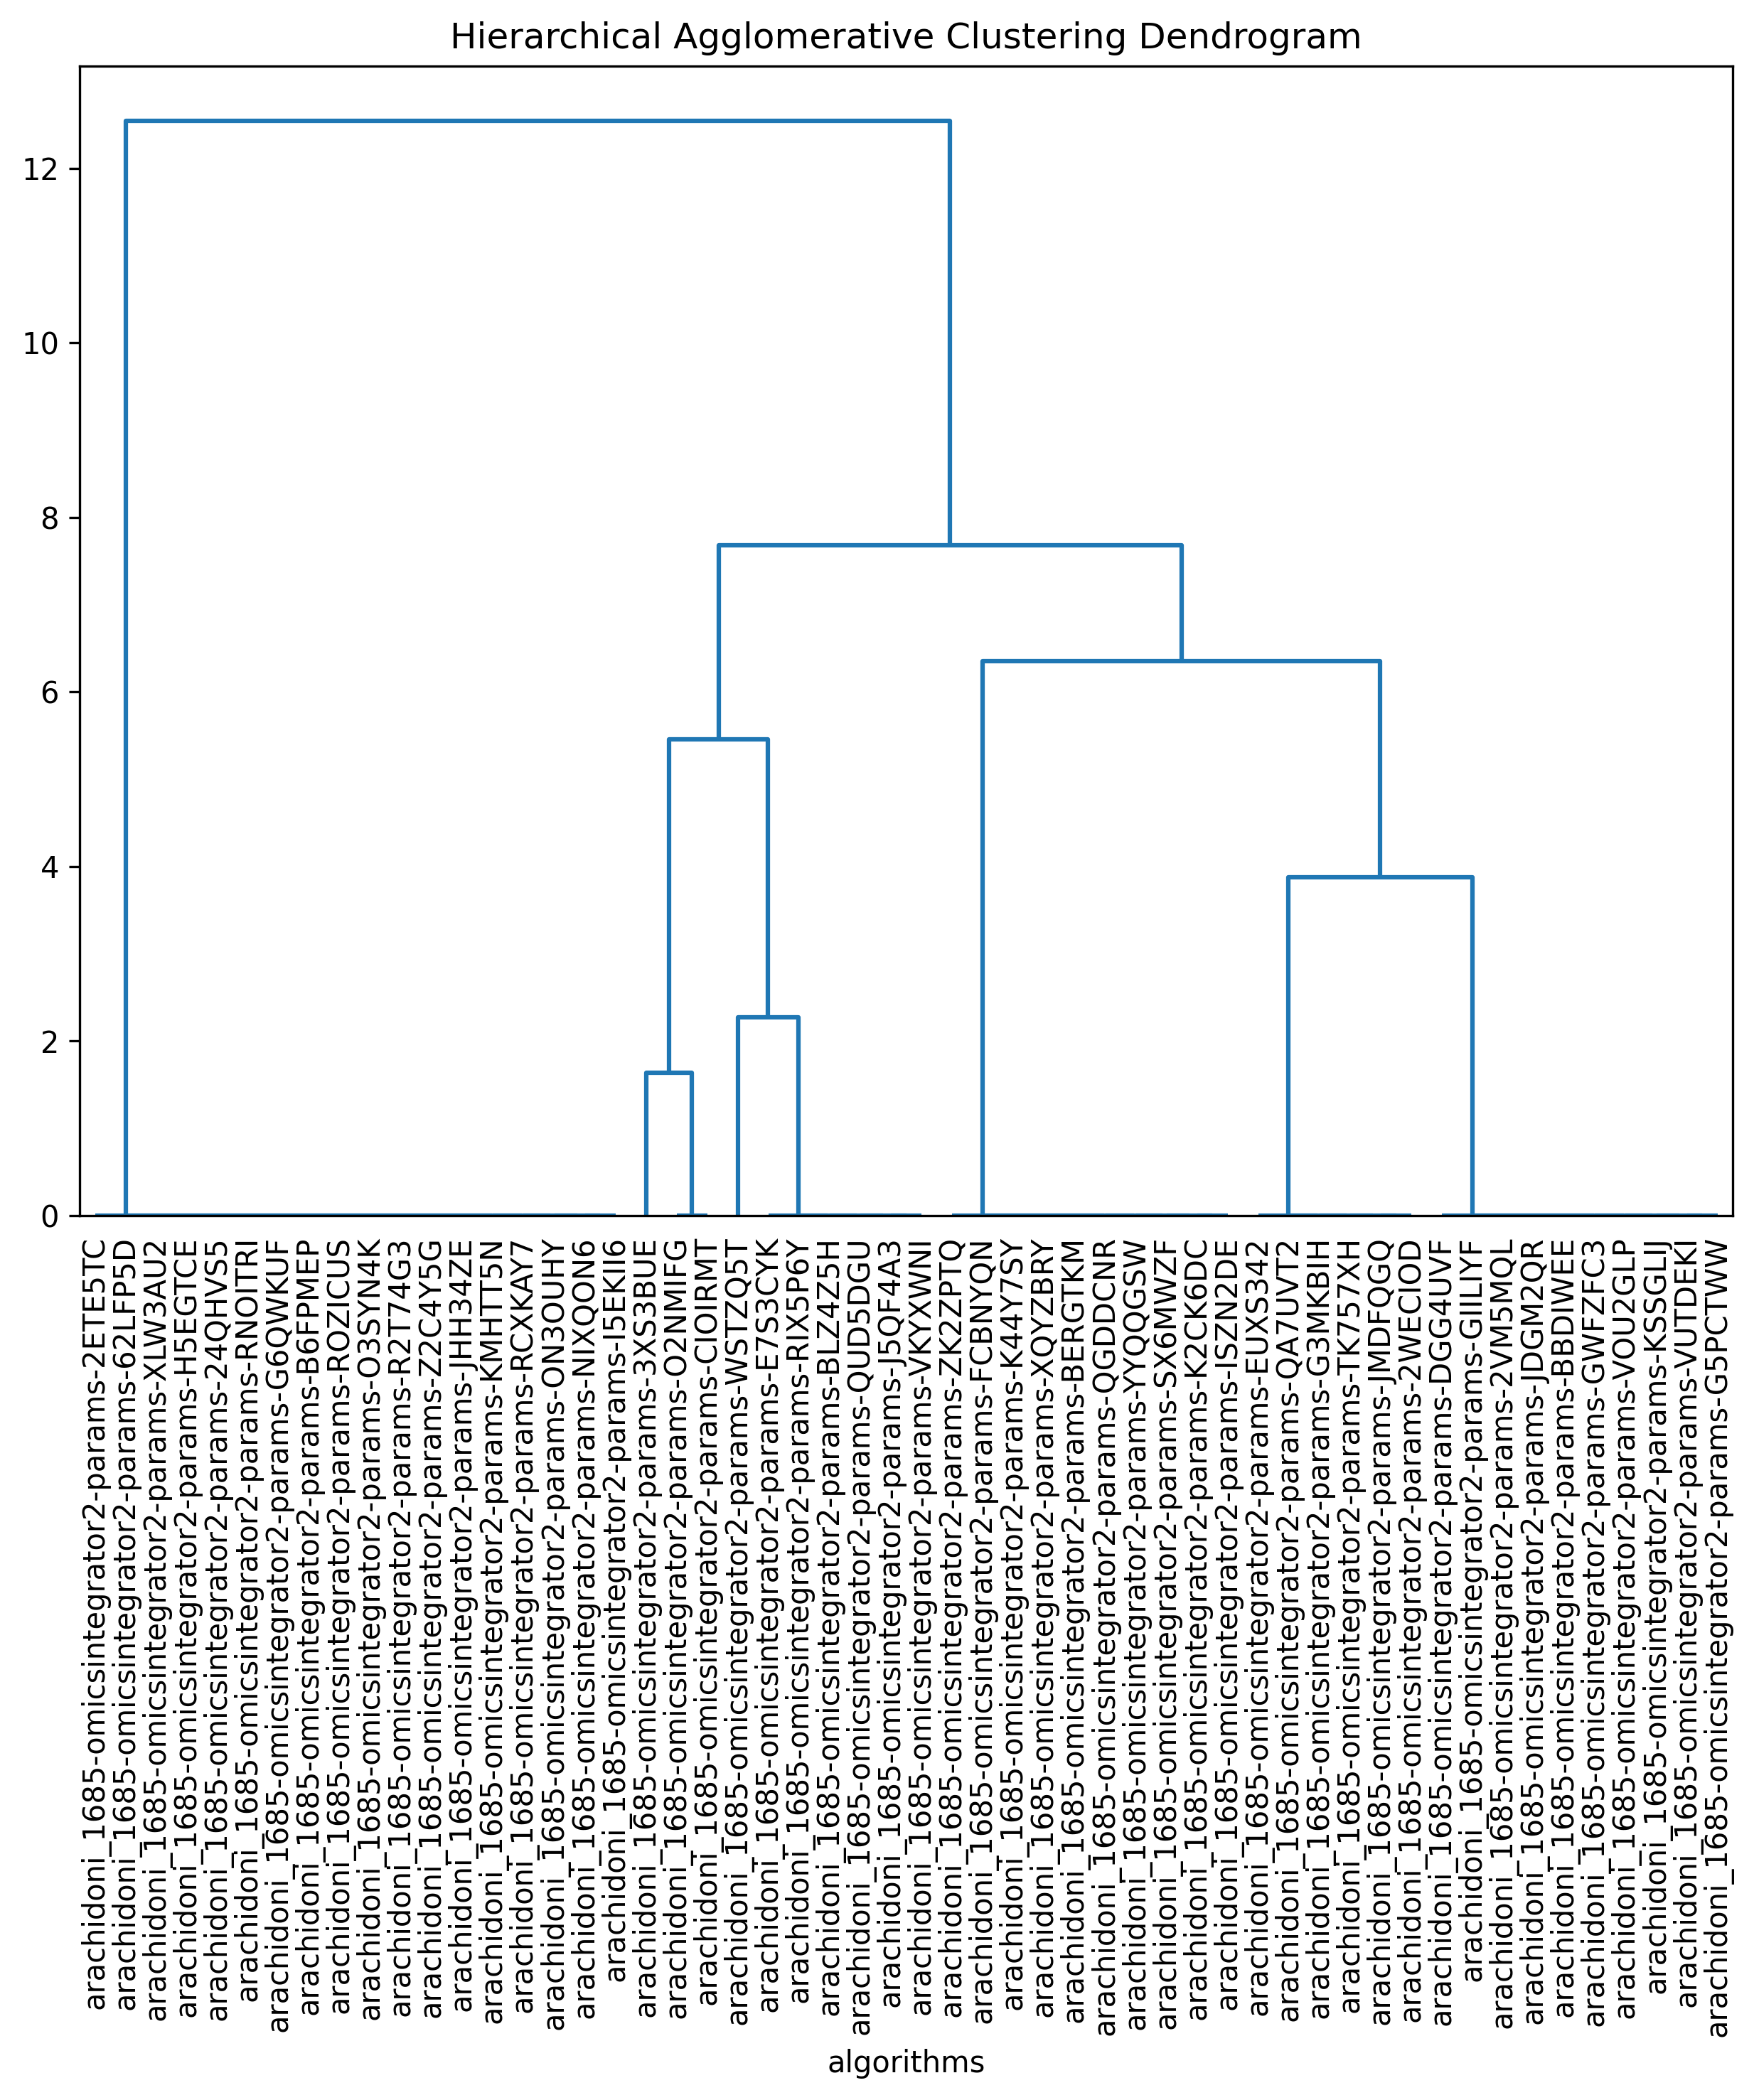 Hierarchical Agglomerative Clustering Dendrogram
12
10
8
6
4
2
0
arachidoni_1685-omicsintegrator2-params-2ETE5TC
arachidoni_1685-omicsintegrator2-params-62LFP5D
arachidoni_1685-omicsintegrator2-params-XLW3AU2
arachidoni_1685-omicsintegrator2-params-H5EGTCE
arachidoni_1685-omicsintegrator2-params-24QHVS5
arachidoni_1685-omicsintegrator2-params-RNOITRI
arachidoni_1685-omicsintegrator2-params-G6QWKUF
arachidoni_1685-omicsintegrator2-params-B6FPMEP
arachidoni_1685-omicsintegrator2-params-ROZICUS
arachidoni_1685-omicsintegrator2-params-O3SYN4K
arachidoni_1685-omicsintegrator2-params-R2T74G3
arachidoni_1685-omicsintegrator2-params-Z2C4Y5G
arachidoni_1685-omicsintegrator2-params-JHH34ZE
arachidoni_1685-omicsintegrator2-params-KMHTT5N
arachidoni_1685-omicsintegrator2-params-RCXKAY7
arachidoni_1685-omicsintegrator2-params-ON3OUHY
arachidoni_1685-omicsintegrator2-params-NIXQON6
arachidoni_1685-omicsintegrator2-params-I5EKII6
arachidoni_1685-omicsintegrator2-params-3XS3BUE
arachidoni_1685-omicsintegrator2-params-O2NMIFG
arachidoni_1685-omicsintegrator2-params-CIOIRMT
arachidoni_1685-omicsintegrator2-params-WSTZQ5T
arachidoni_1685-omicsintegrator2-params-E7S3CYK
arachidoni_1685-omicsintegrator2-params-RIX5P6Y
arachidoni_1685-omicsintegrator2-params-BLZ4Z5H
arachidoni_1685-omicsintegrator2-params-QUD5DGU
arachidoni_1685-omicsintegrator2-params-J5QF4A3
arachidoni_1685-omicsintegrator2-params-VKYXWNI
arachidoni_1685-omicsintegrator2-params-ZK2ZPTQ
arachidoni_1685-omicsintegrator2-params-FCBNYQN
arachidoni_1685-omicsintegrator2-params-K44Y7SY
arachidoni_1685-omicsintegrator2-params-XQYZBRY
arachidoni_1685-omicsintegrator2-params-BERGTKM
arachidoni_1685-omicsintegrator2-params-QGDDCNR
arachidoni_1685-omicsintegrator2-params-YYQQGSW
arachidoni_1685-omicsintegrator2-params-SX6MWZF
arachidoni_1685-omicsintegrator2-params-K2CK6DC
arachidoni_1685-omicsintegrator2-params-ISZN2DE
arachidoni_1685-omicsintegrator2-params-EUXS342
arachidoni_1685-omicsintegrator2-params-QA7UVT2
arachidoni_1685-omicsintegrator2-params-G3MKBIH
arachidoni_1685-omicsintegrator2-params-TK757XH
arachidoni_1685-omicsintegrator2-params-JMDFQGQ
arachidoni_1685-omicsintegrator2-params-2WECIOD
arachidoni_1685-omicsintegrator2-params-DGG4UVF
arachidoni_1685-omicsintegrator2-params-GIILIYF
arachidoni_1685-omicsintegrator2-params-2VM5MQL
arachidoni_1685-omicsintegrator2-params-JDGM2QR
arachidoni_1685-omicsintegrator2-params-BBDIWEE
arachidoni_1685-omicsintegrator2-params-GWFZFC3
arachidoni_1685-omicsintegrator2-params-VOU2GLP
arachidoni_1685-omicsintegrator2-params-KSSGLIJ
arachidoni_1685-omicsintegrator2-params-VUTDEKI
arachidoni_1685-omicsintegrator2-params-G5PCTWW
algorithms